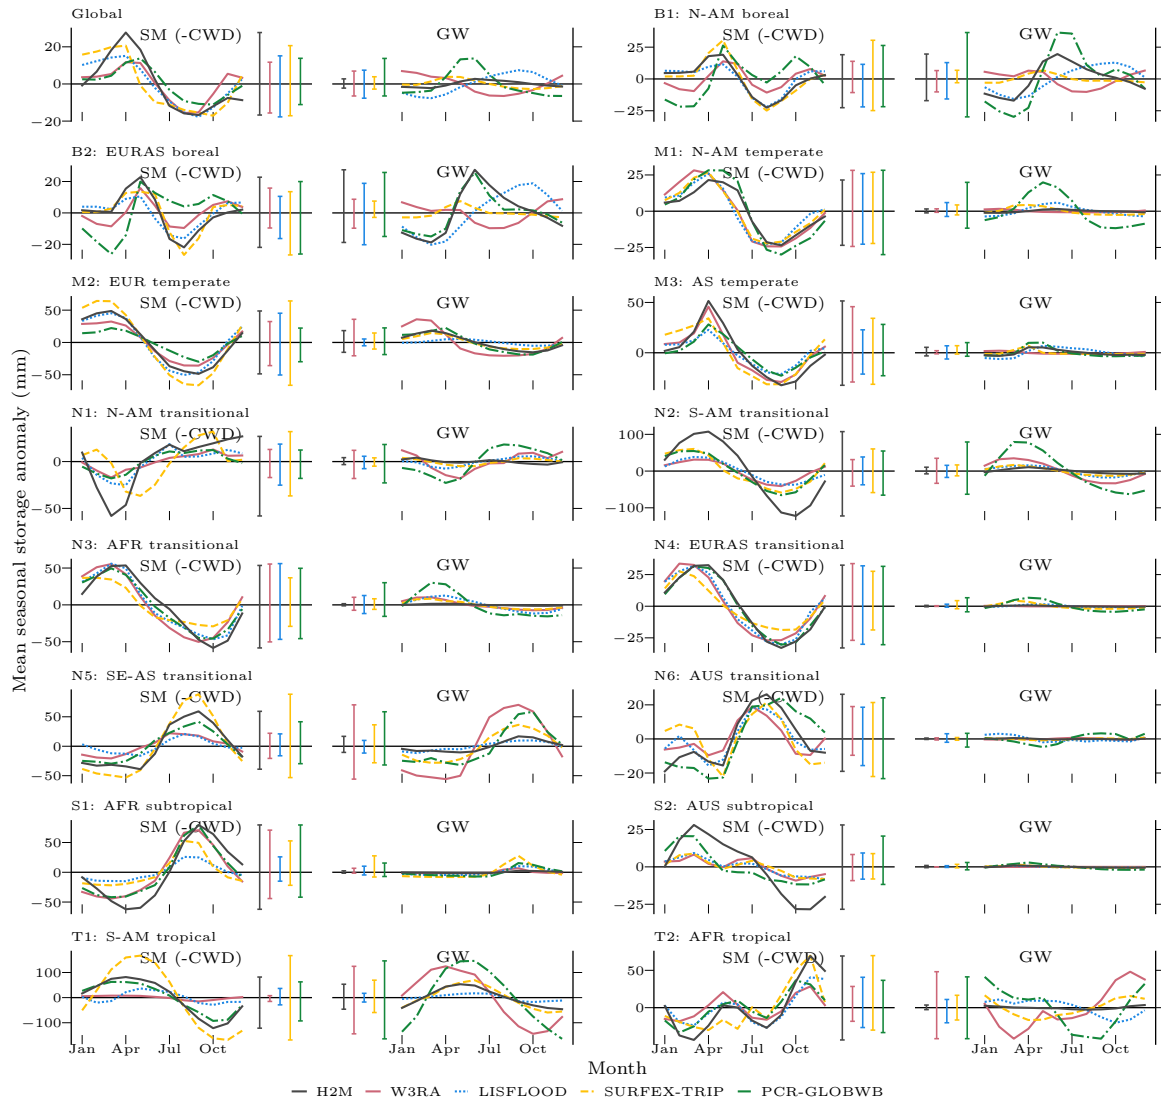 Global
SM (-CWD)
GW
20
0
−20
B1: N-AM boreal
SM (-CWD)
GW
25
0
−25
B2: EURAS boreal
SM (-CWD)
GW
20
0
−20
M1: N-AM temperate
SM (-CWD)
GW
25
0
−25
M2: EUR temperate
SM (-CWD)
GW
50
0
−50
M3: AS temperate
SM (-CWD)
GW
50
0
N1: N-AM transitional
SM (-CWD)
GW
0
−50
N2: S-AM transitional
SM (-CWD)
GW
100
0
−100
N3: AFR transitional
SM (-CWD)
GW
50
0
−50
N4: EURAS transitional
SM (-CWD)
GW
25
0
−25
N5: SE-AS transitional
SM (-CWD)
GW
50
0
−50
N6: AUS transitional
SM (-CWD)
GW
20
0
−20
S1: AFR subtropical
SM (-CWD)
GW
50
0
−50
S2: AUS subtropical
SM (-CWD)
GW
25
0
−25
T1: S-AM tropical
SM (-CWD)
GW
100
0
−100
Jan Apr Jul Oct
Jan Apr Jul Oct
T2: AFR tropical
SM (-CWD)
GW
50
0
Jan Apr Jul Oct
Jan Apr Jul Oct
Mean seasonal storage anomaly (mm)
Month
H2M W3RA LISFLOOD SURFEX-TRIP PCR-GLOBWB